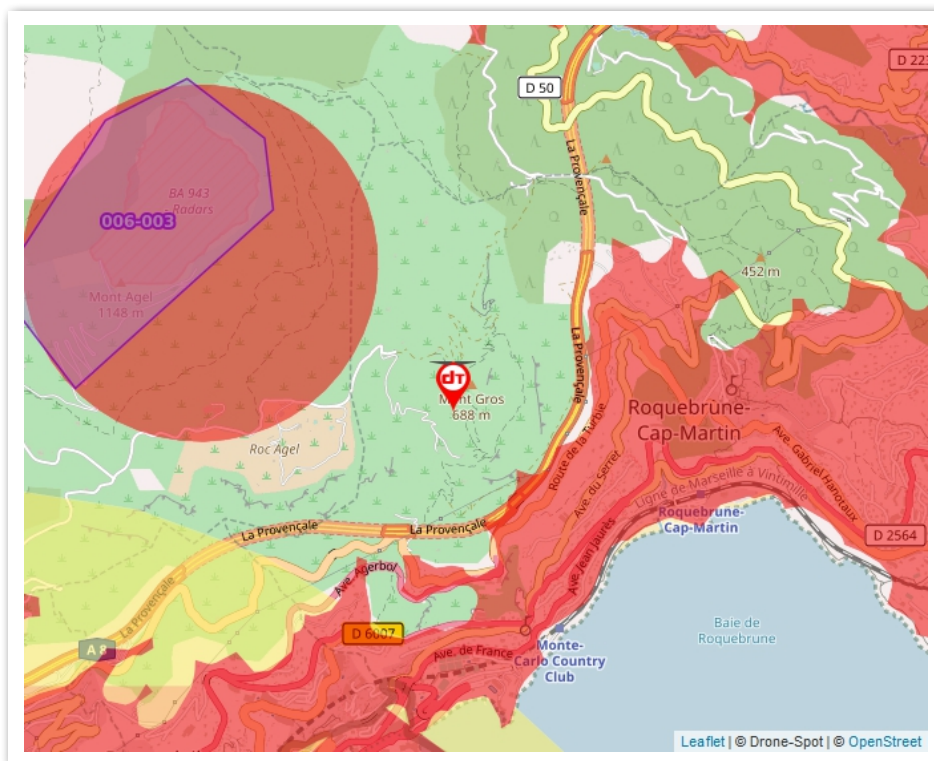 D 223
D 50
La Provençale
BA 943
- Radars
006-003
Mont Agel
1148 m
452 m
La Provençale
dT
Mont Gros
688 m
Roquebrune-
Cap-Martin
Route de la Turbie
Ave. du Serret
Ave. Gabriel Hanotaux
Roc Agel
Ligne de Marseille à Vintimille
Roquebrune-
Cap-Martin
La Provençale
La Provençale
D 2564
Ave. Jean Jaurès
La Provençale
Ave. Agerbol
D 6007
Baie de
Roquebrune
A 8
Ave. de France
Monte-
Carlo Country
Club
Leaflet | © Drone-Spot | © OpenStreet